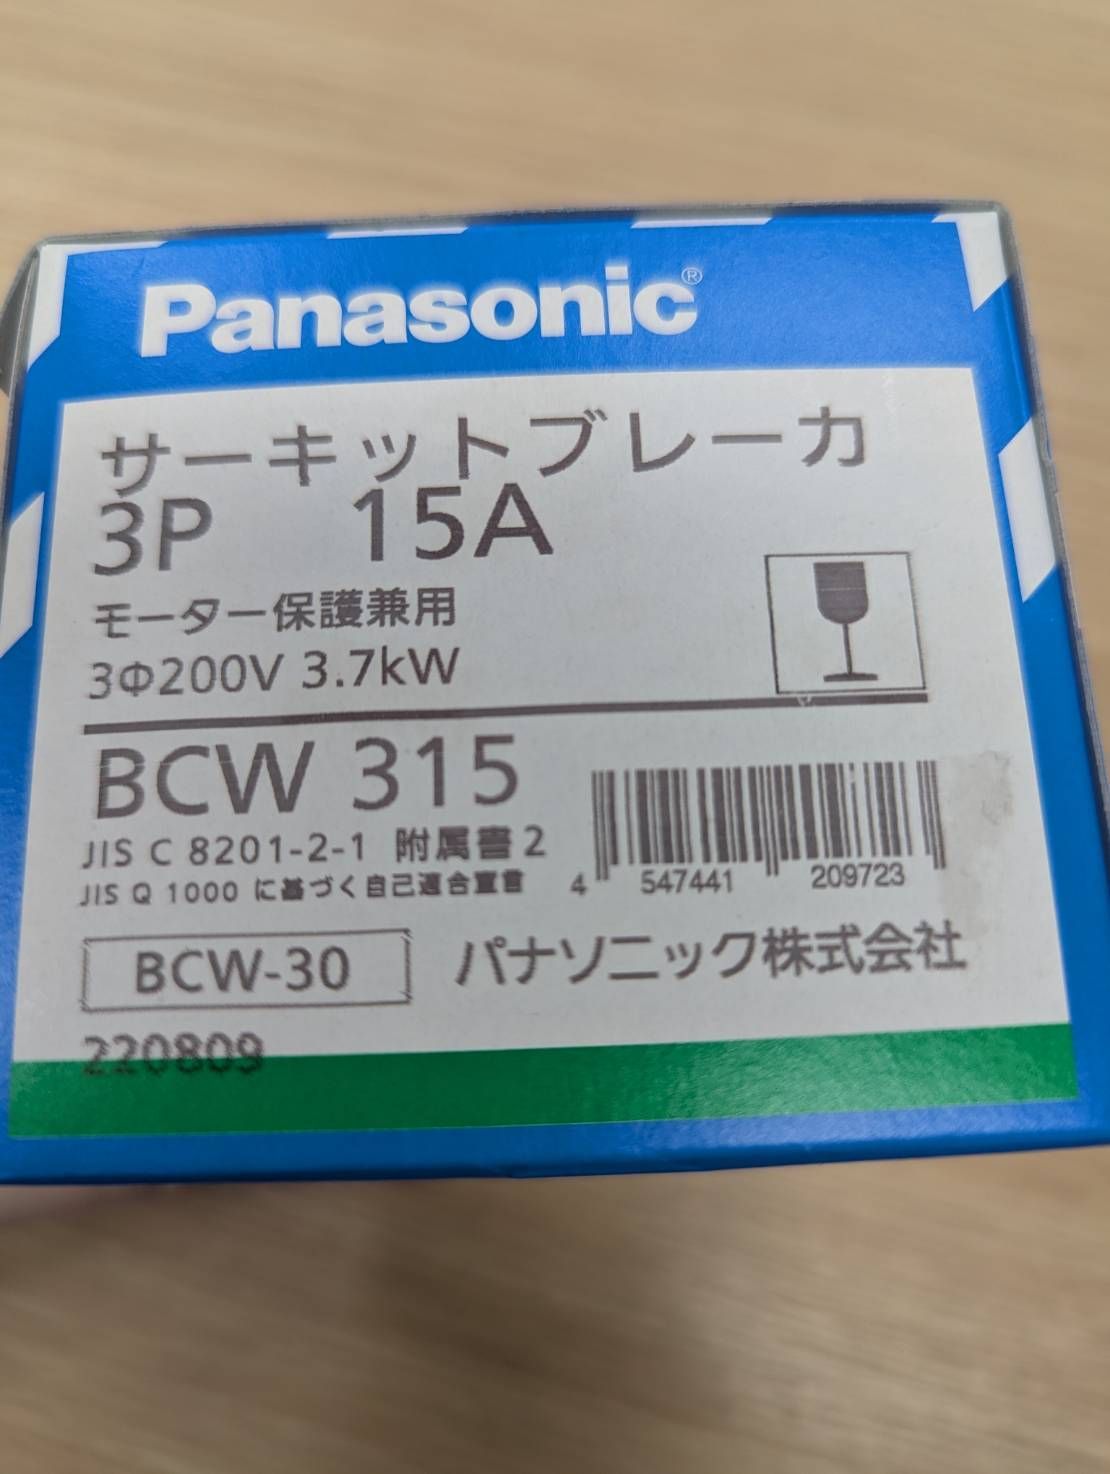 Panasonic®
サーキットブレーカ
3P 15A
モーター保護兼用
3Φ200V 3.7kW
BCW 315
JIS C 8201-2-1 附属書2
JIS Q 1000 に基づく自己適合宣言
4 547441 209723
BCW-30 パナソニック株式会社
220809